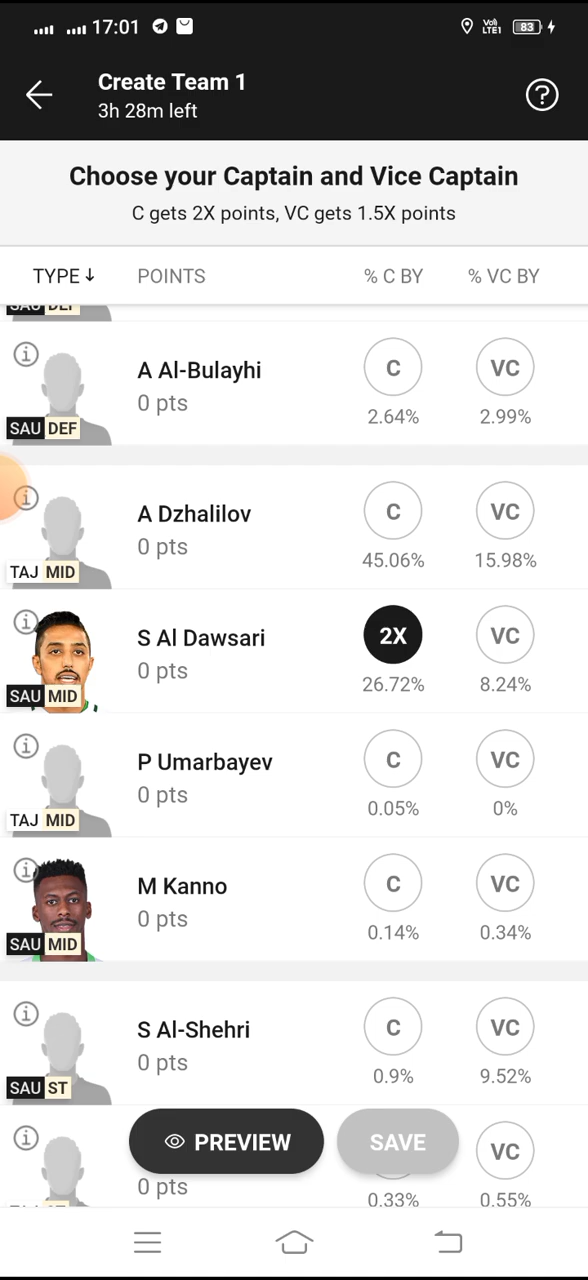 17:01
Voll LTE1 83
Create Team 1
3h 28m left
Choose your Captain and Vice Captain
C gets 2X points, VC gets 1.5X points
TYPE↓ POINTS % C BY % VC BY
SAU DEF
A Al-Bulayhi
0 pts
C VC
2.64% 2.99%
SAU DEF
A Dzhalilov
0 pts
C VC
45.06% 15.98%
TAJ MID
S Al Dawsari
0 pts
2X VC
26.72% 8.24%
SAU MID
P Umarbayev
0 pts
C VC
0.05% 0%
TAJ MID
M Kanno
0 pts
C VC
0.14% 0.34%
SAU MID
S Al-Shehri
0 pts
C VC
0.9% 9.52%
SAU ST
PREVIEW SAVE VC
0 pts 0.33% 0.55%